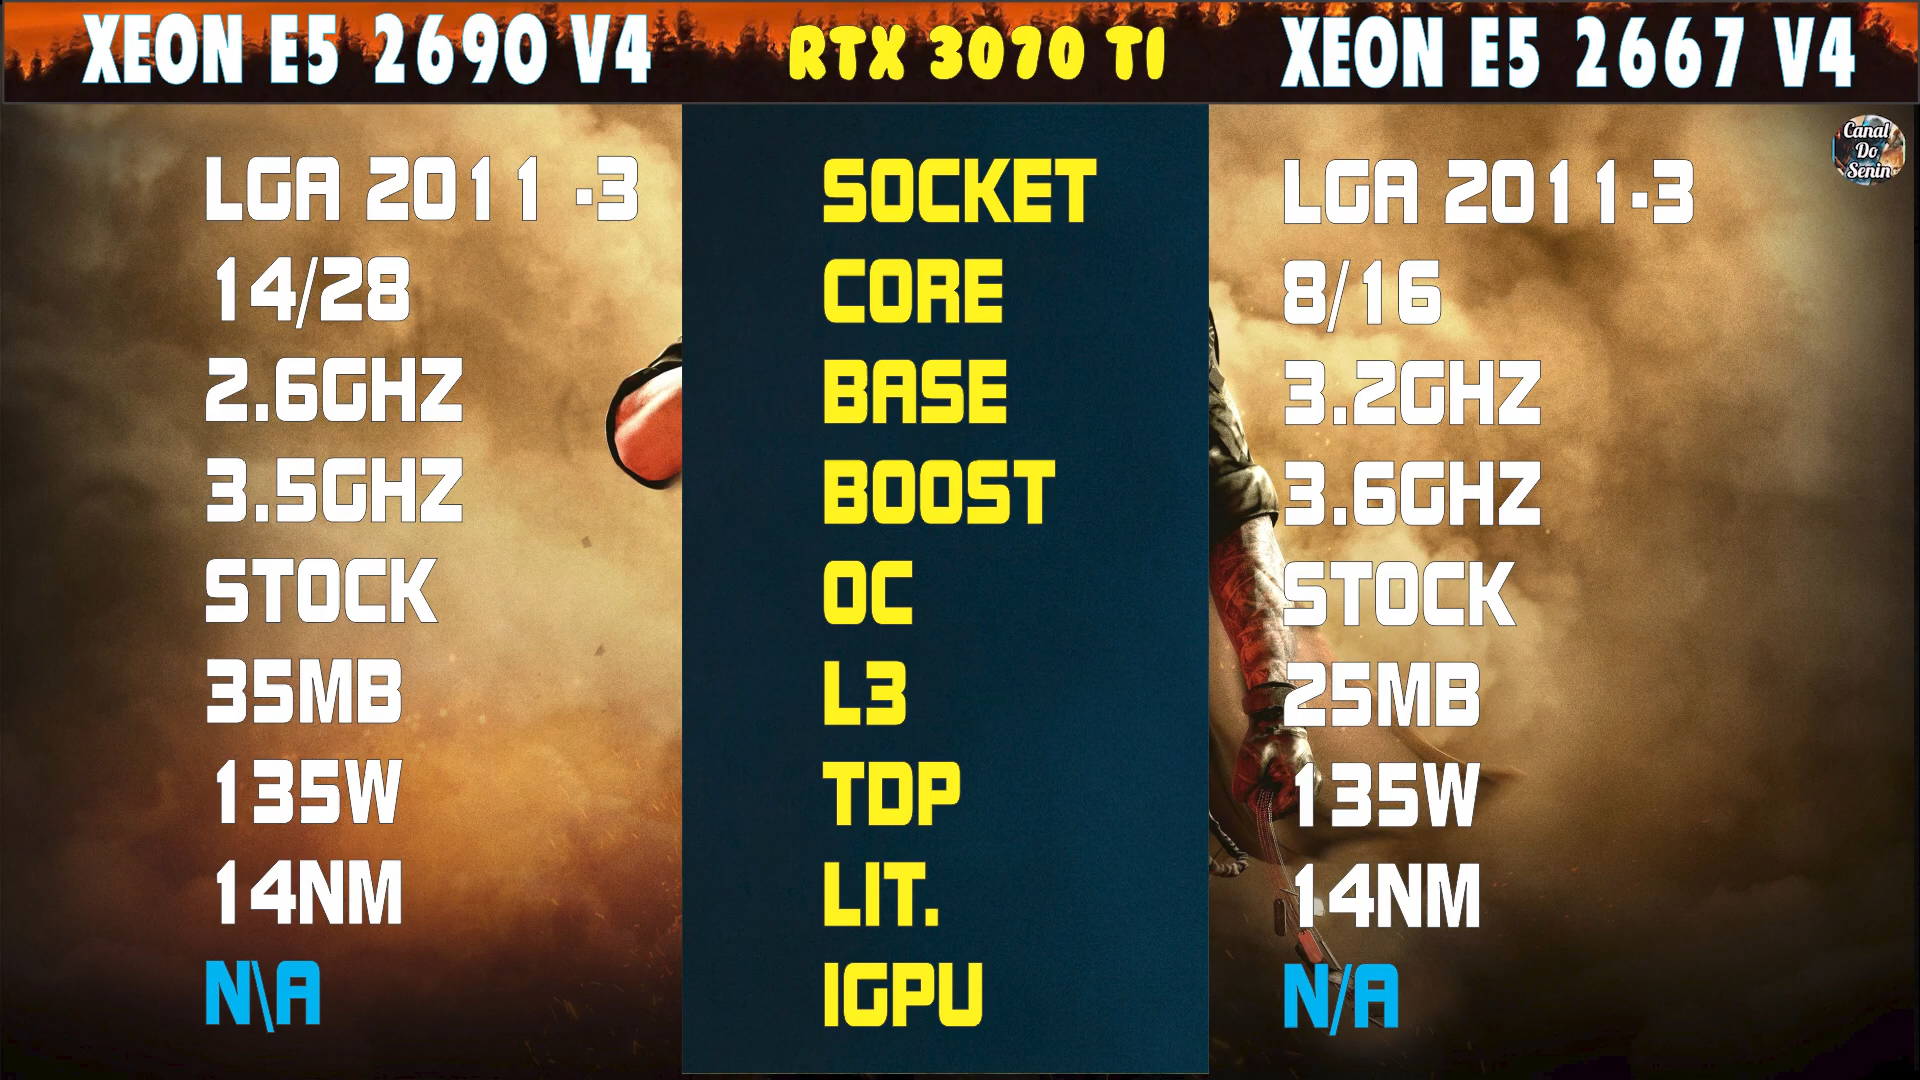 XEON E5 2690 V4 RTX 3070 TI XEON E5 2667 V4
Canal
Do
Senin
LGA 2011 -3 SOCKET LGA 2011-3
14/28 CORE 8/16
2.6GHZ BASE 3.2GHZ
3.5GHZ BOOST 3.6GHZ
STOCK OC STOCK
35MB L3 25MB
135W TDP 135W
14NM LIT. 14NM
N\A IGPU N/A